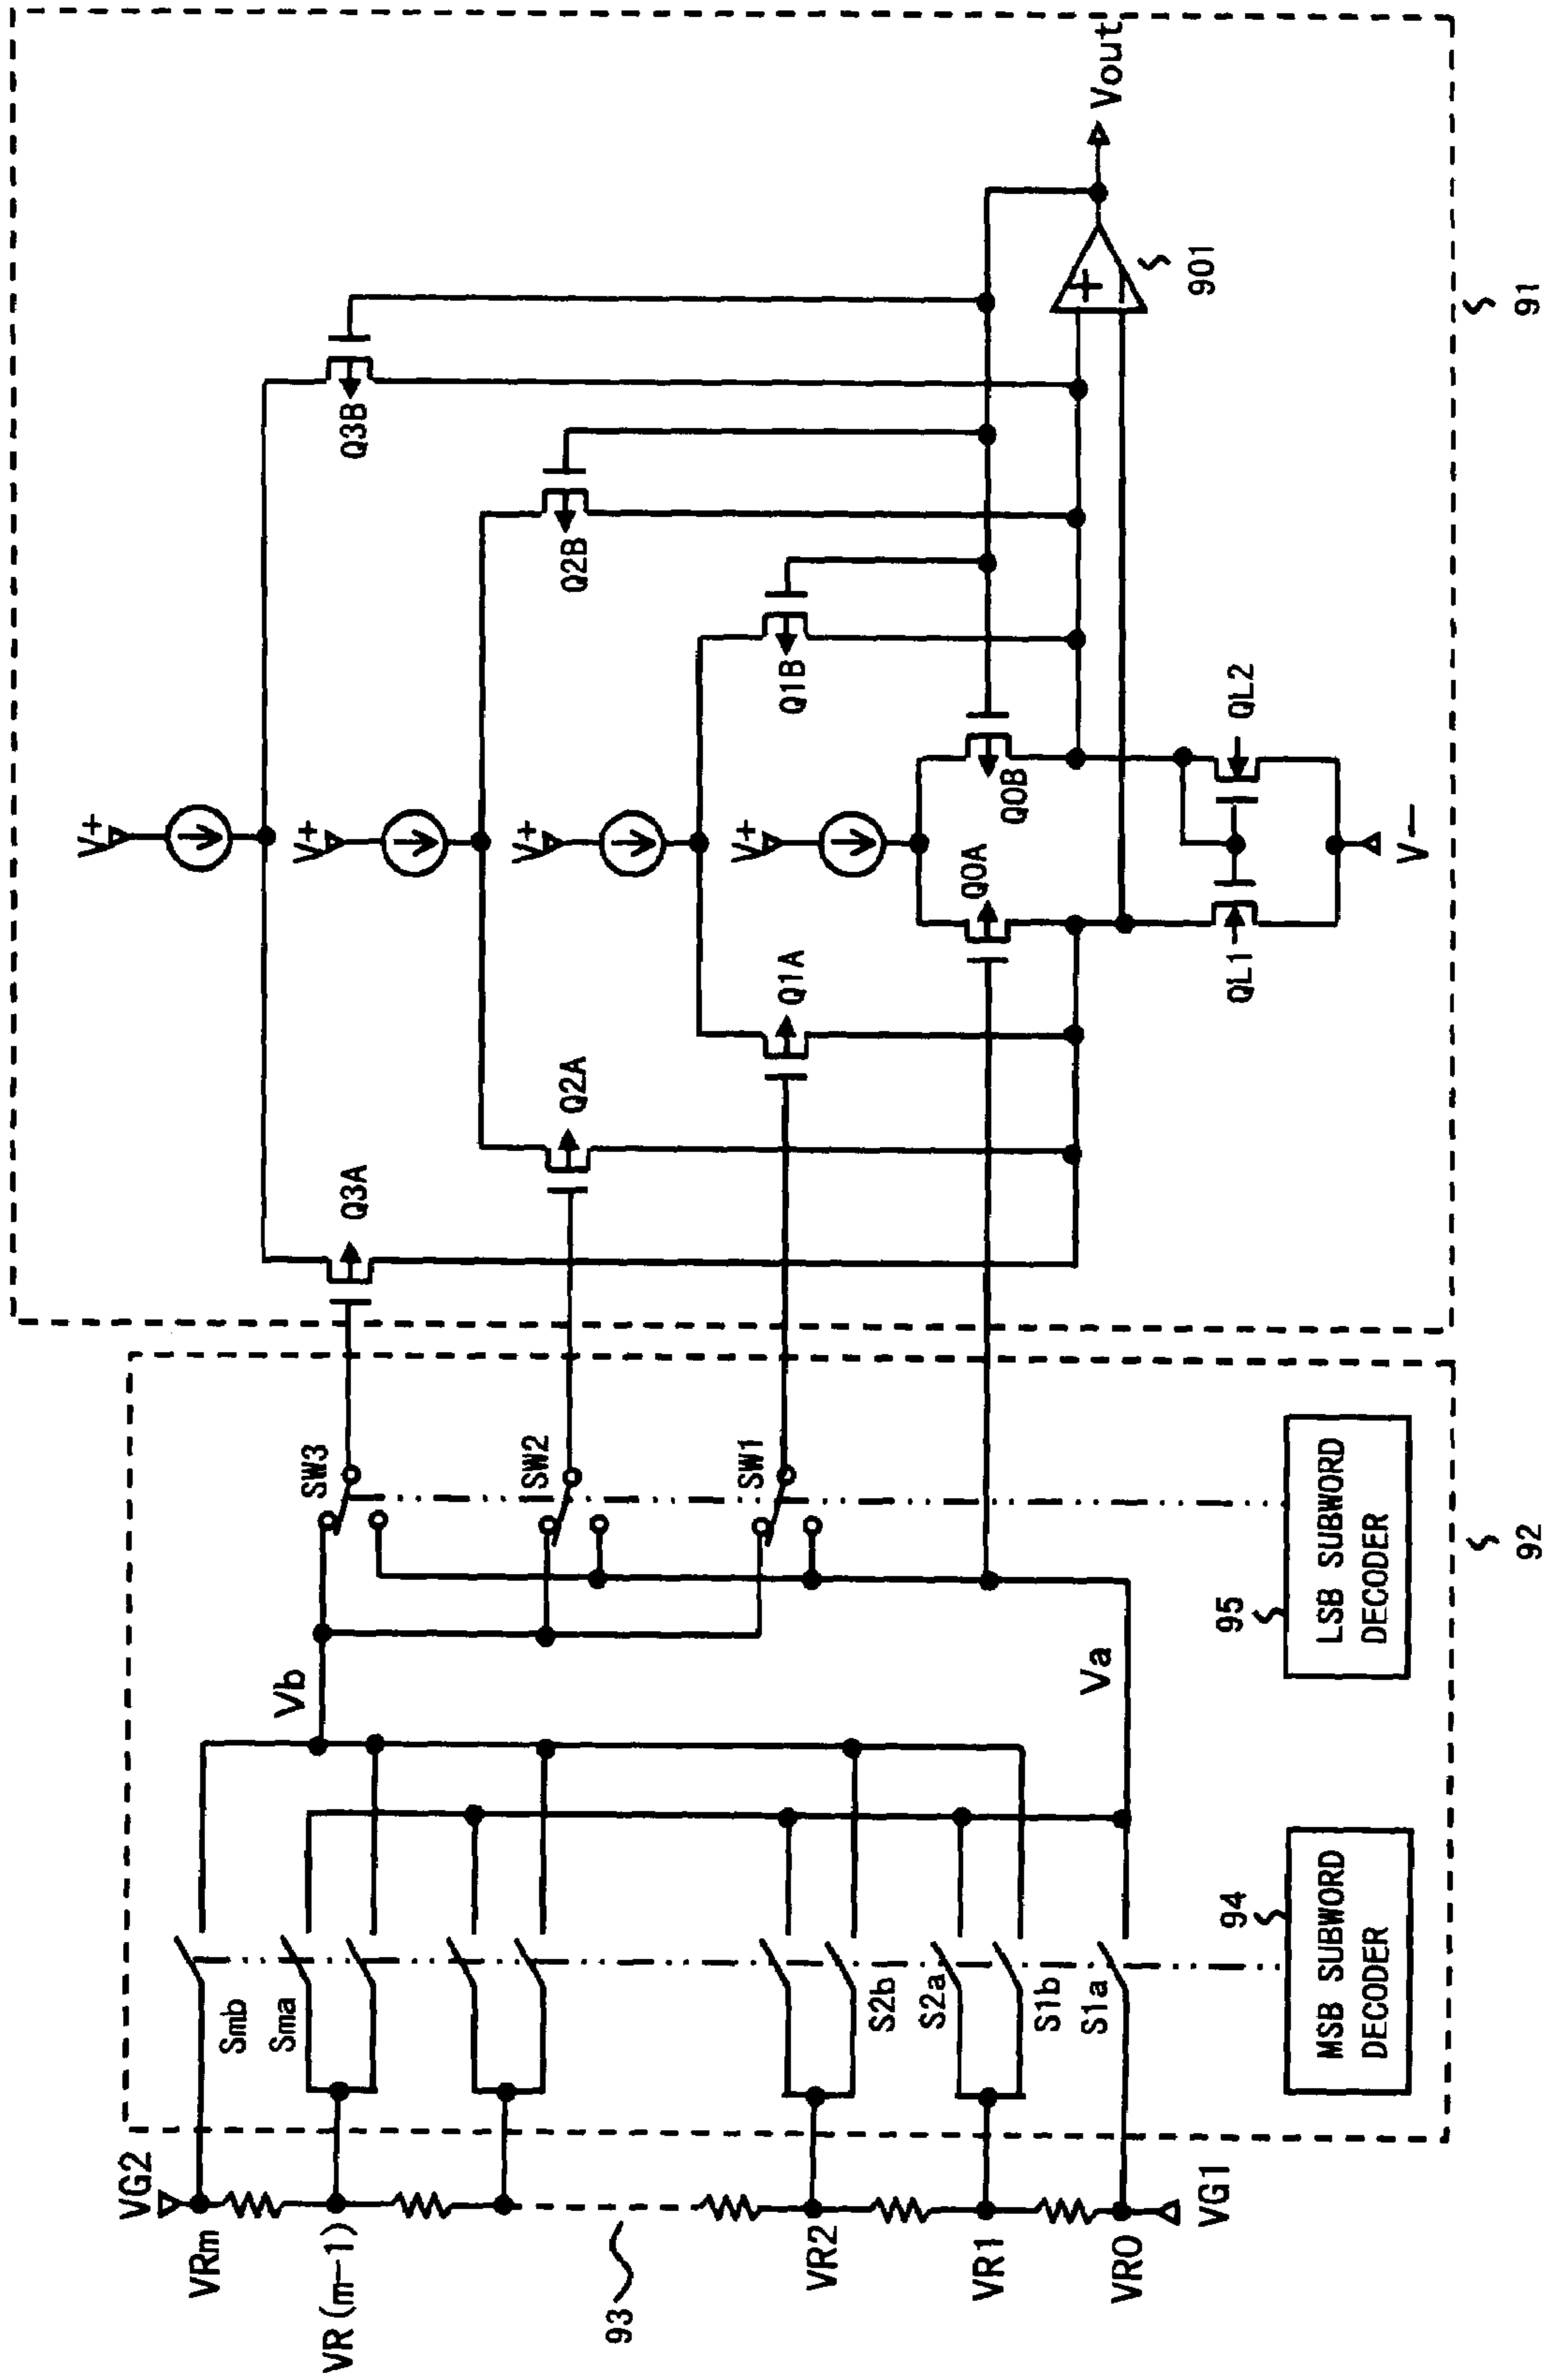 VG2
VRm
VR(m-1)
93
VR2
VR1
VR0
VG1
Smb
Sma
S2b
S2a
S1b
S1a
94
MSB SUBWORD
DECODER
Vb
Va
SW3
SW2
SW1
95
LSB SUBWORD
DECODER
92
Q3A
Q2A
Q1A
Q0A
V+
V+
V+
V+
Q0B
Q1B
Q2B
Q3B
QL1
QL2
V-
+
-
901
Vout
91